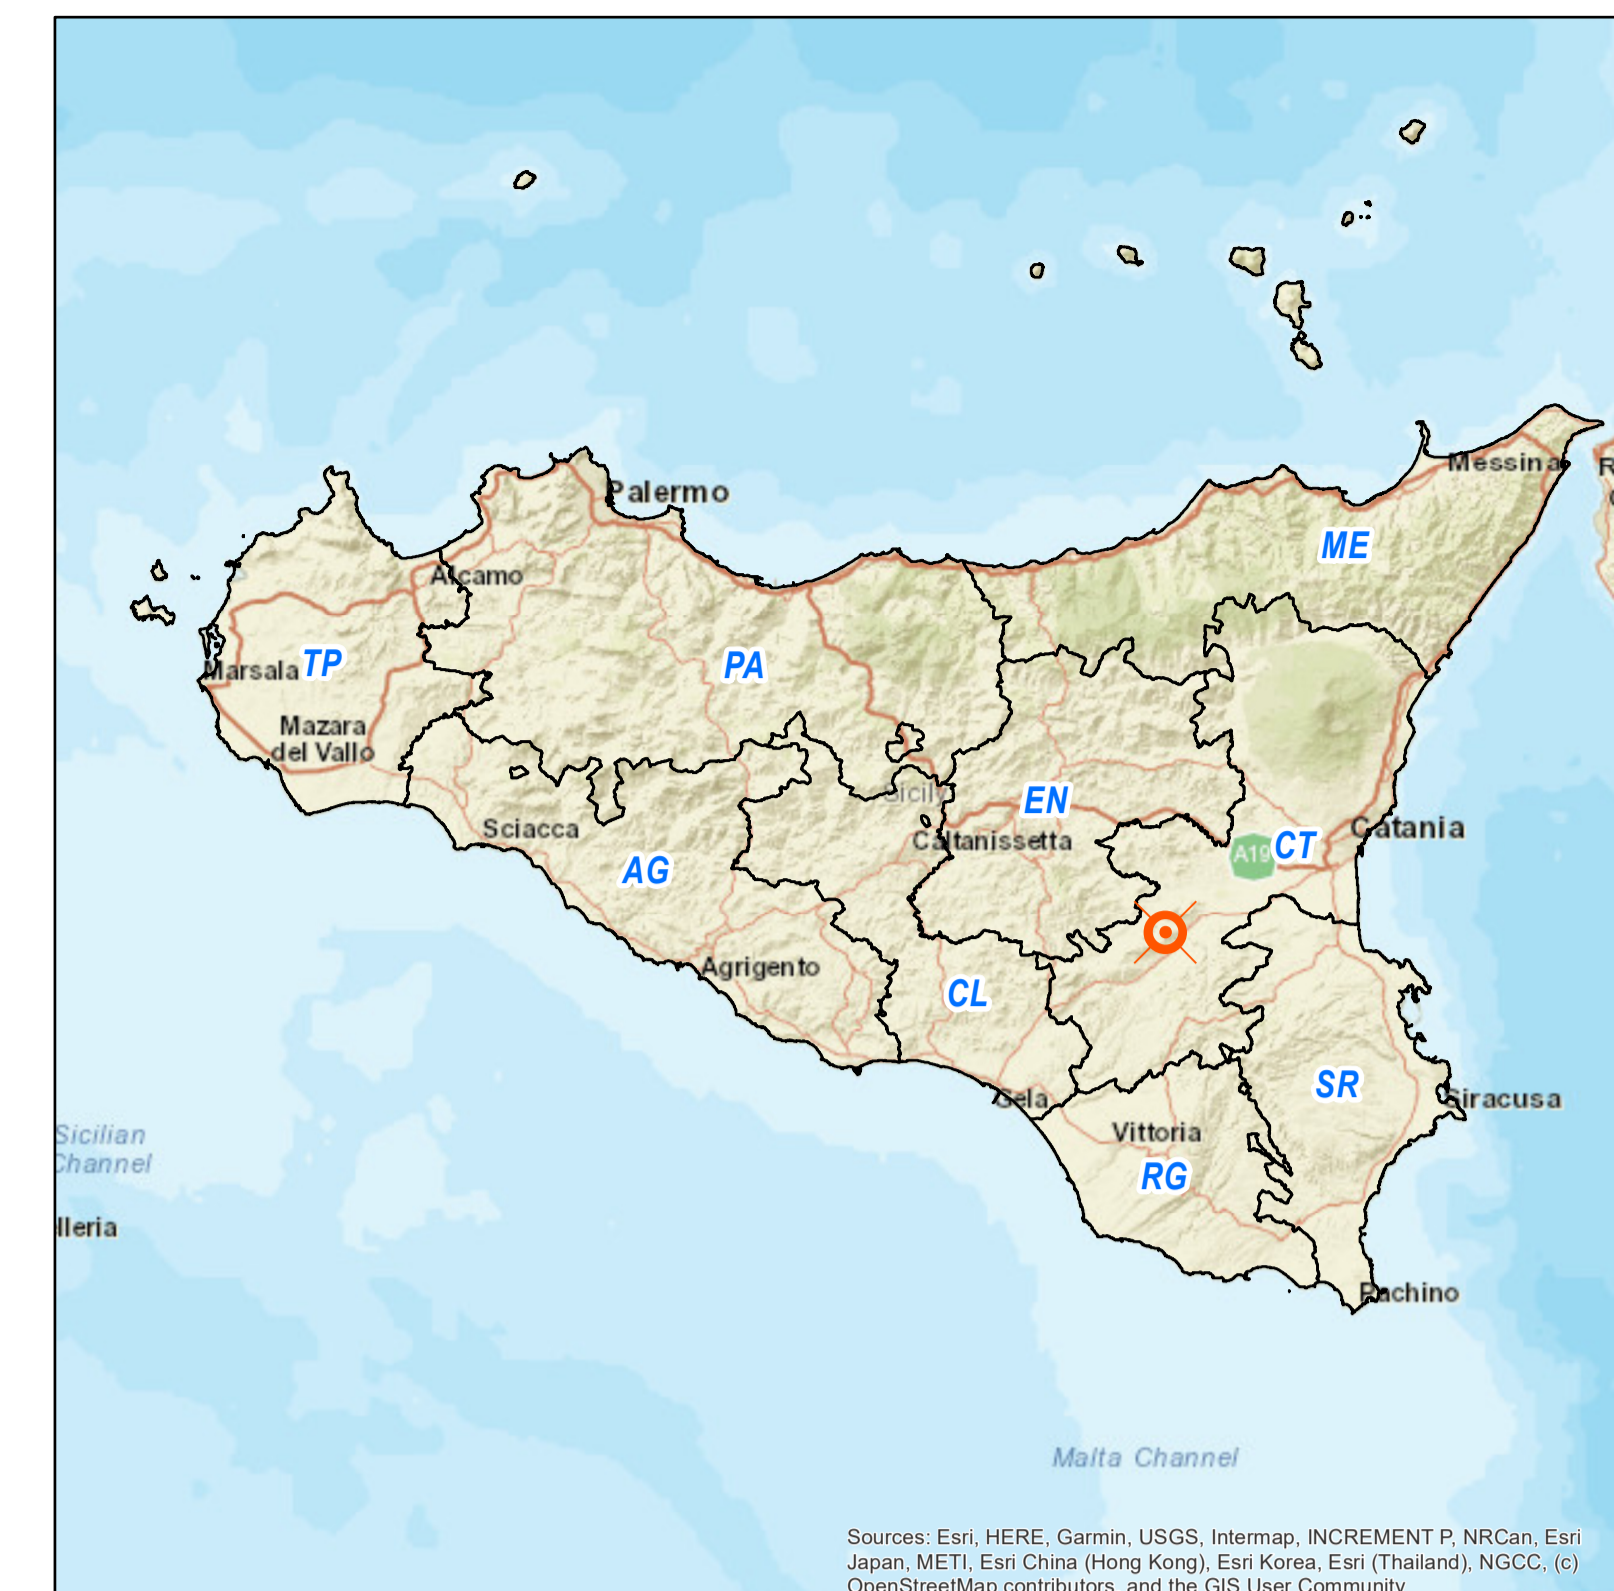 Messina
R
Palermo
ME
Alcamo
TP
Marsala
PA
Mazara
del Vallo
Sicily
EN
Sciacca
Caltanissetta
A19
CT
Catania
AG
Agrigento
CL
SR
Gela
Siracusa
Vittoria
Sicilian
Channel
RG
lleria
Pachino
Malta Channel
Sources: Esri, HERE, Garmin, USGS, Intermap, INCREMENT P, NRCan, Esri
Japan, METI, Esri China (Hong Kong), Esri Korea, Esri (Thailand), NGCC, (c)
OpenStreetMap contributors, and the GIS User Community